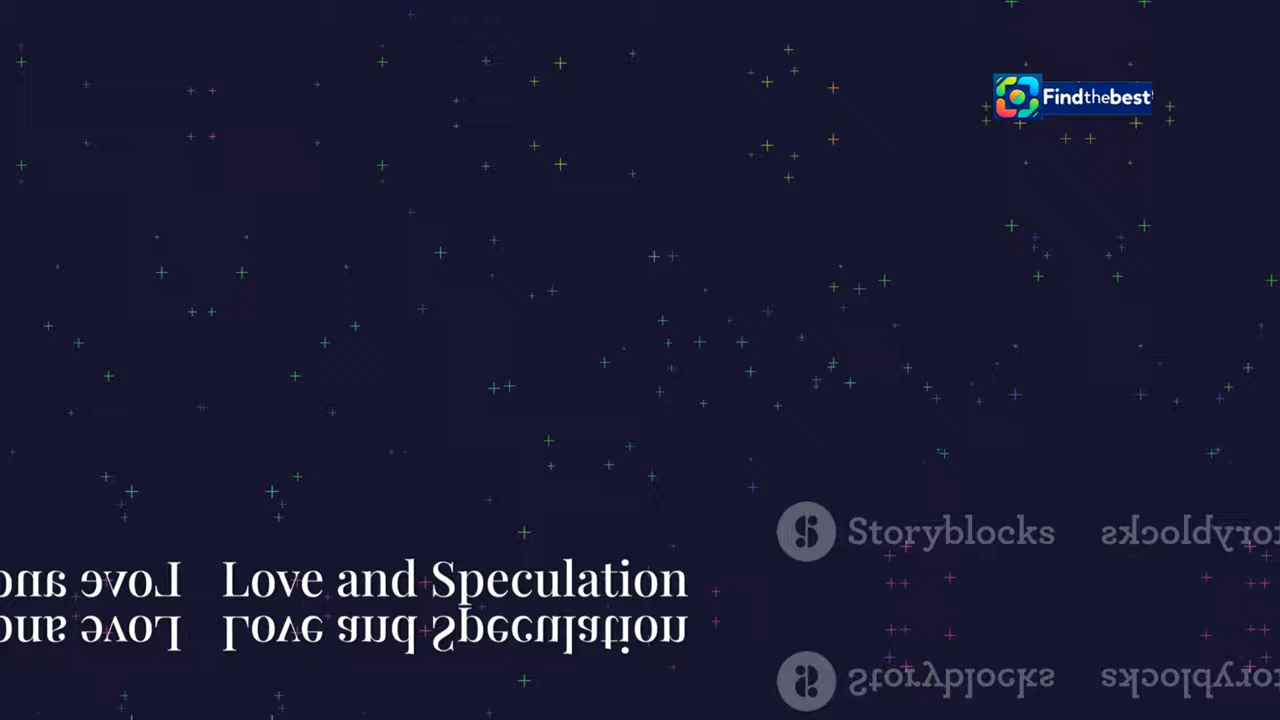 Findthebest
Storyblocks
Love and Speculation